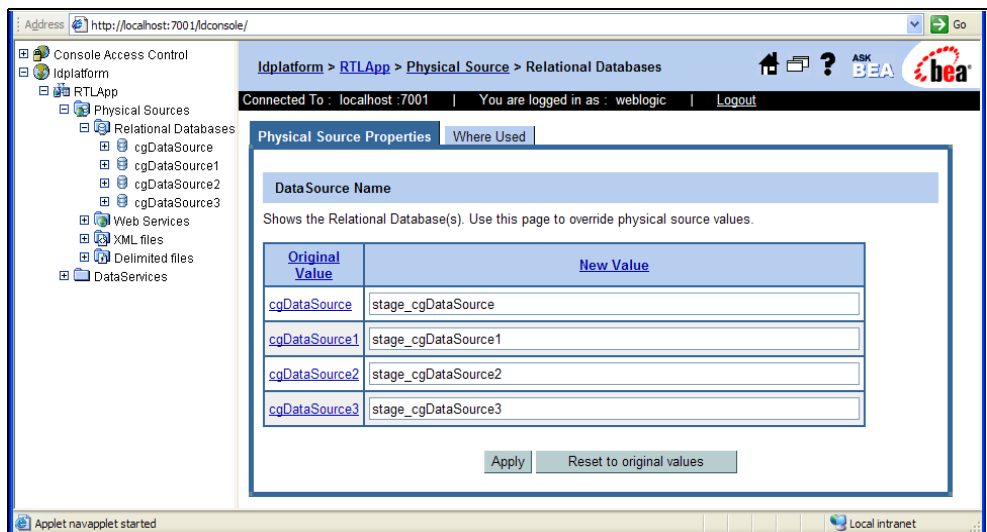 Address http://localhost:7001/ldconsole/ Go
Console Access Control
ldplatform
RTLApp
Physical Sources
Relational Databases
cgDataSource
cgDataSource1
cgDataSource2
cgDataSource3
Web Services
XML files
Delimited files
DataServices
ldplatform > RTLApp > Physical Source > Relational Databases
? ASK BEA bea
Connected To : localhost :7001 | You are logged in as : weblogic | Logout
Physical Source Properties Where Used
DataSource Name
Shows the Relational Database(s). Use this page to override physical source values.
Original Value New Value
cgDataSource stage_cgDataSource
cgDataSource1 stage_cgDataSource1
cgDataSource2 stage_cgDataSource2
cgDataSource3 stage_cgDataSource3
Apply Reset to original values
Applet navapplet started Local intranet